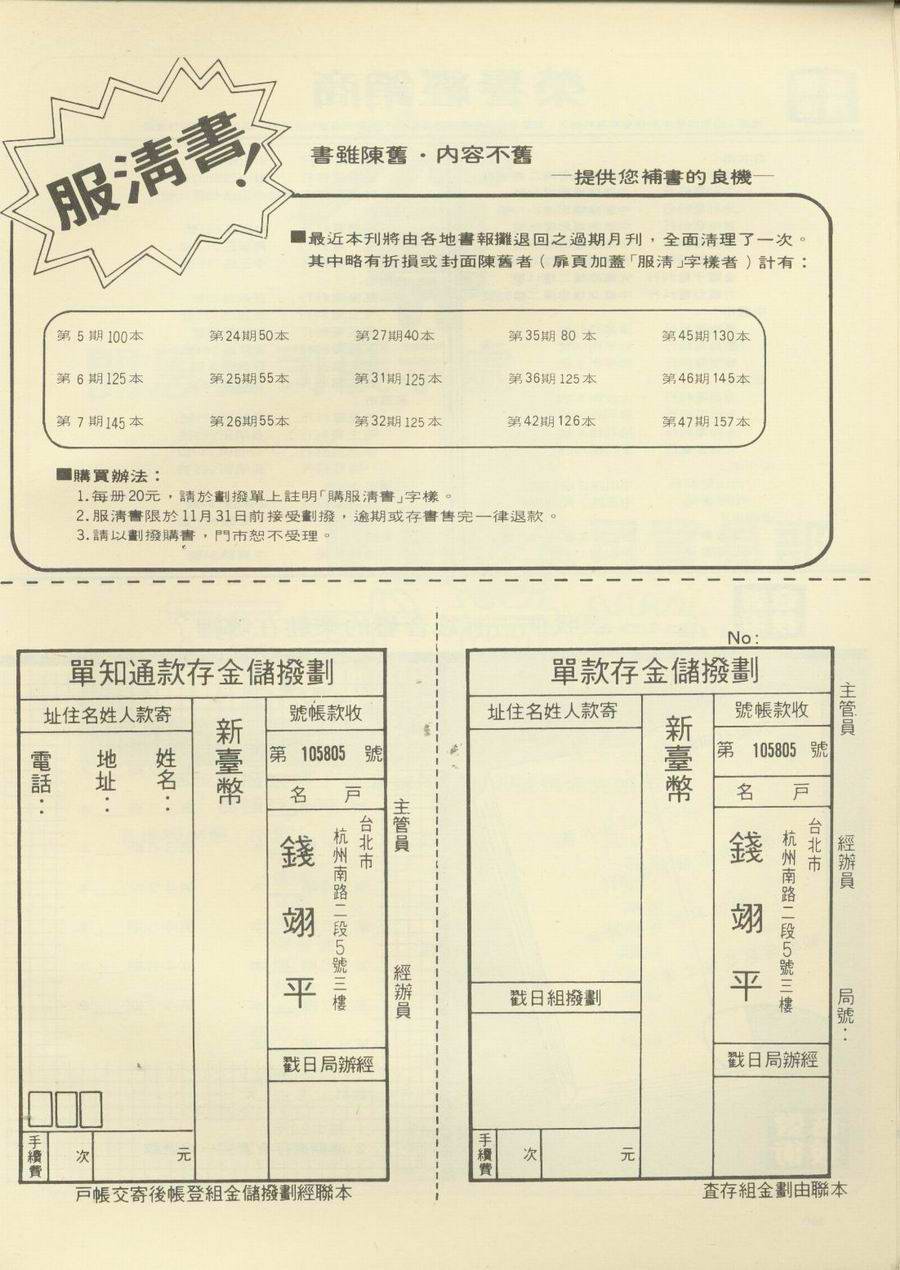 服清書！
書雖陳舊・内容不舊
─提供您補書的良機─
■最近本刊將由各地書報攤退回之過期月刊，全面清理了一次。
其中略有折損或封面陳舊者（扉頁加蓋「服清」字樣者）計有：
第5期100本 第24期50本 第27期40本 第35期80本 第45期130本
第6期125本 第25期55本 第31期125本 第36期125本 第46期145本
第7期145本 第26期55本 第32期125本 第42期126本 第47期157本
■購買辦法：
1.每册20元，請於劃撥單上註明「購服清書」字樣。
2.服清書限於11月31日前接受劃撥，逾期或存書售完一律退款。
3.請以劃撥購書，門市恕不受理。
單知通款存金儲撥劃
號帳款收
第 105805 號
名 戶
台北市
杭州南路二段5號三樓
錢翊平
戳日局辦經
新臺幣
址住名姓人款寄
姓名：
地址：
電話：
手續費
次
元
主管員
經辦員
戶帳交寄後帳登組金儲撥劃經聯本
No:
單款存金儲撥劃
號帳款收
第 105805 號
名 戶
台北市
杭州南路二段5號三樓
錢翊平
戳日局辦經
新臺幣
址住名姓人款寄
戳日組撥劃
手續費
次
元
主管員
經辦員
局號：
查存組金劃由聯本